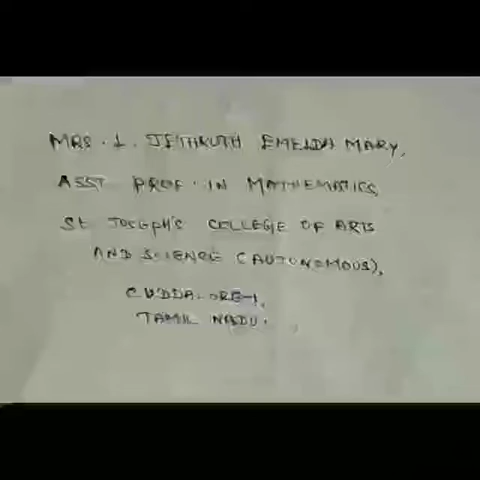 MRS. L. JETHRUTH EMELDA MARY,
ASST PROF. IN MATHEMATICS
St. JOSEPH'S COLLEGE OF ARTS
AND SCIENCE (AUTONOMOUS),
CUDDALORE-1,
TAMIL NADU.